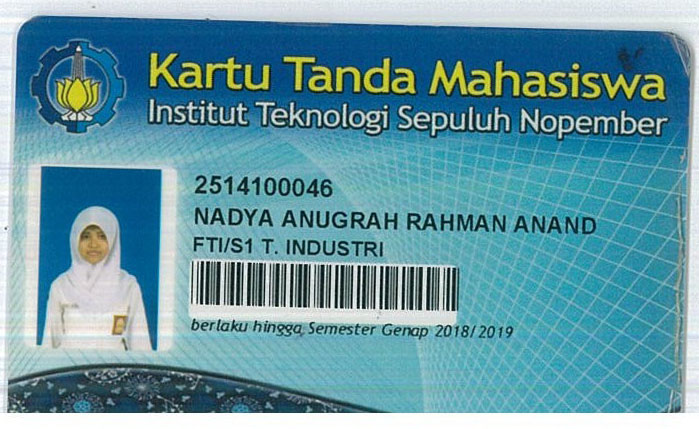 Kartu Tanda Mahasiswa
Institut Teknologi Sepuluh Nopember
2514100046
NADYA ANUGRAH RAHMAN ANAND
FTI/S1 T. INDUSTRI
berlaku hingga Semester Genap 2018/2019